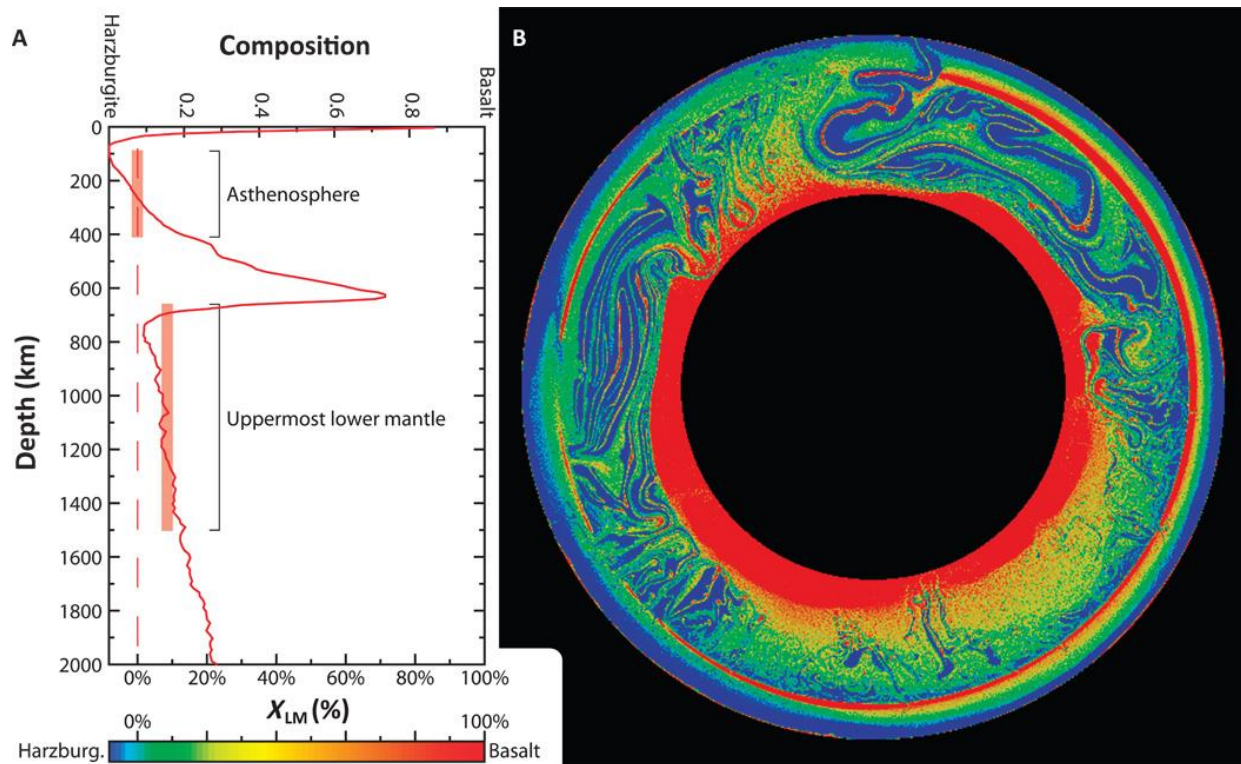 A
Composition
Harzburgite
Basalt
0.2
0.4
0.6
0.8
0
200
400
600
800
1000
1200
1400
1600
1800
2000
Depth (km)
Asthenosphere
Uppermost lower mantle
0% 20% 40% 60% 80% 100%
XLM (%)
0% 100%
Harzburg. Basalt
B